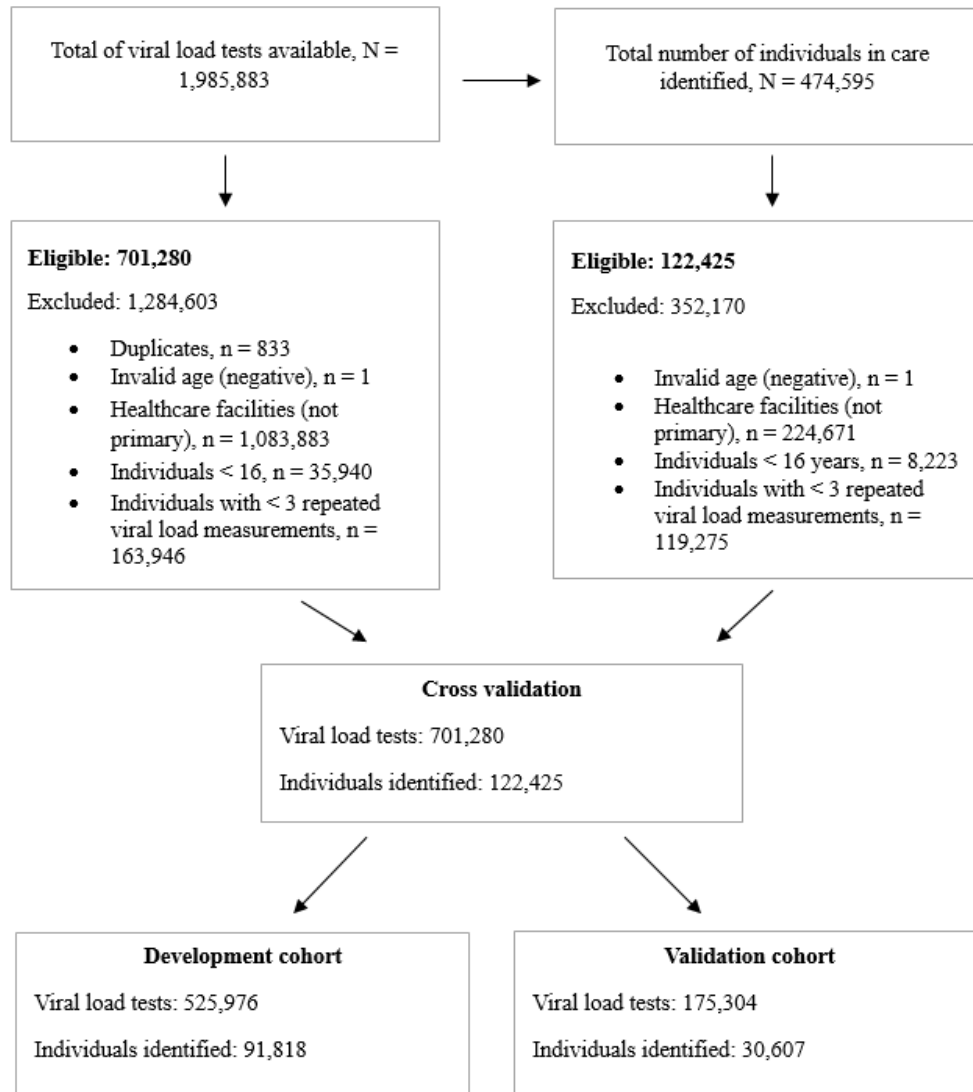 Total of viral load tests available, N =
1,985,883
Total number of individuals in care
identified, N = 474,595
Eligible: 701,280
Excluded: 1,284,603
• Duplicates, n = 833
• Invalid age (negative), n = 1
• Healthcare facilities (not
primary), n = 1,083,883
• Individuals < 16, n = 35,940
• Individuals with < 3 repeated
viral load measurements, n =
163,946
Eligible: 122,425
Excluded: 352,170
• Invalid age (negative), n = 1
• Healthcare facilities (not
primary), n = 224,671
• Individuals < 16 years, n = 8,223
• Individuals with < 3 repeated
viral load measurements, n =
119,275
Cross validation
Viral load tests: 701,280
Individuals identified: 122,425
Development cohort
Viral load tests: 525,976
Individuals identified: 91,818
Validation cohort
Viral load tests: 175,304
Individuals identified: 30,607